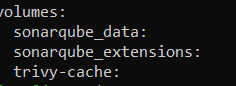 volumes:
  sonarqube_data:
  sonarqube_extensions:
  trivy-cache: